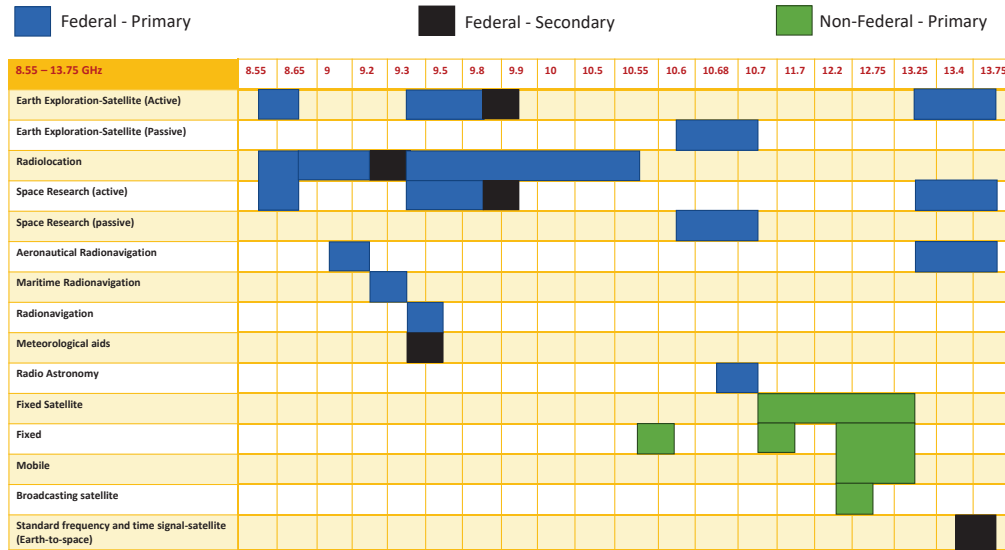 Federal - Primary
Federal - Secondary
Non-Federal - Primary
8.55 – 13.75 GHz 8.55 8.65 9 9.2 9.3 9.5 9.8 9.9 10 10.5 10.55 10.6 10.68 10.7 11.7 12.2 12.75 13.25 13.4 13.75
Earth Exploration-Satellite (Active)
Earth Exploration-Satellite (Passive)
Radiolocation
Space Research (active)
Space Research (passive)
Aeronautical Radionavigation
Maritime Radionavigation
Radionavigation
Meteorological aids
Radio Astronomy
Fixed Satellite
Fixed
Mobile
Broadcasting satellite
Standard frequency and time signal-satellite
(Earth-to-space)